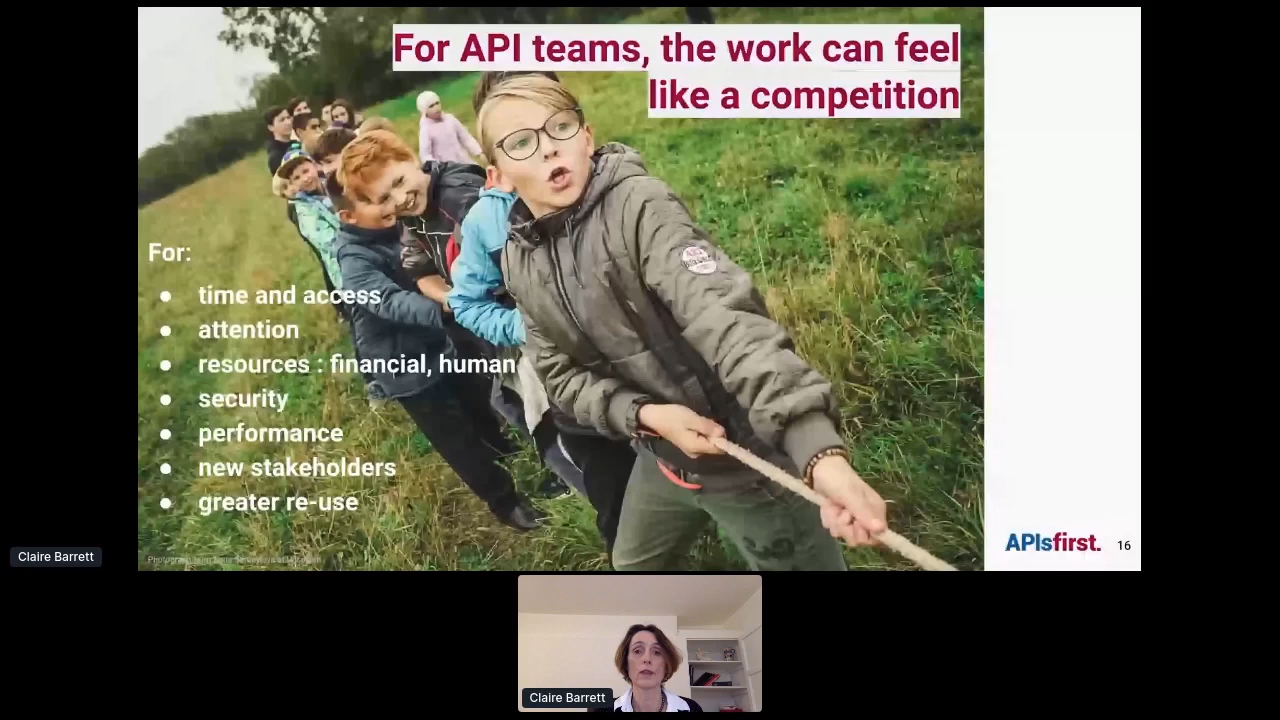 For API teams, the work can feel
like a competition
For:
● time and access
● attention
● resources : financial, human
● security
● performance
● new stakeholders
● greater re-use
APIsfirst. 16
Claire Barrett
Claire Barrett